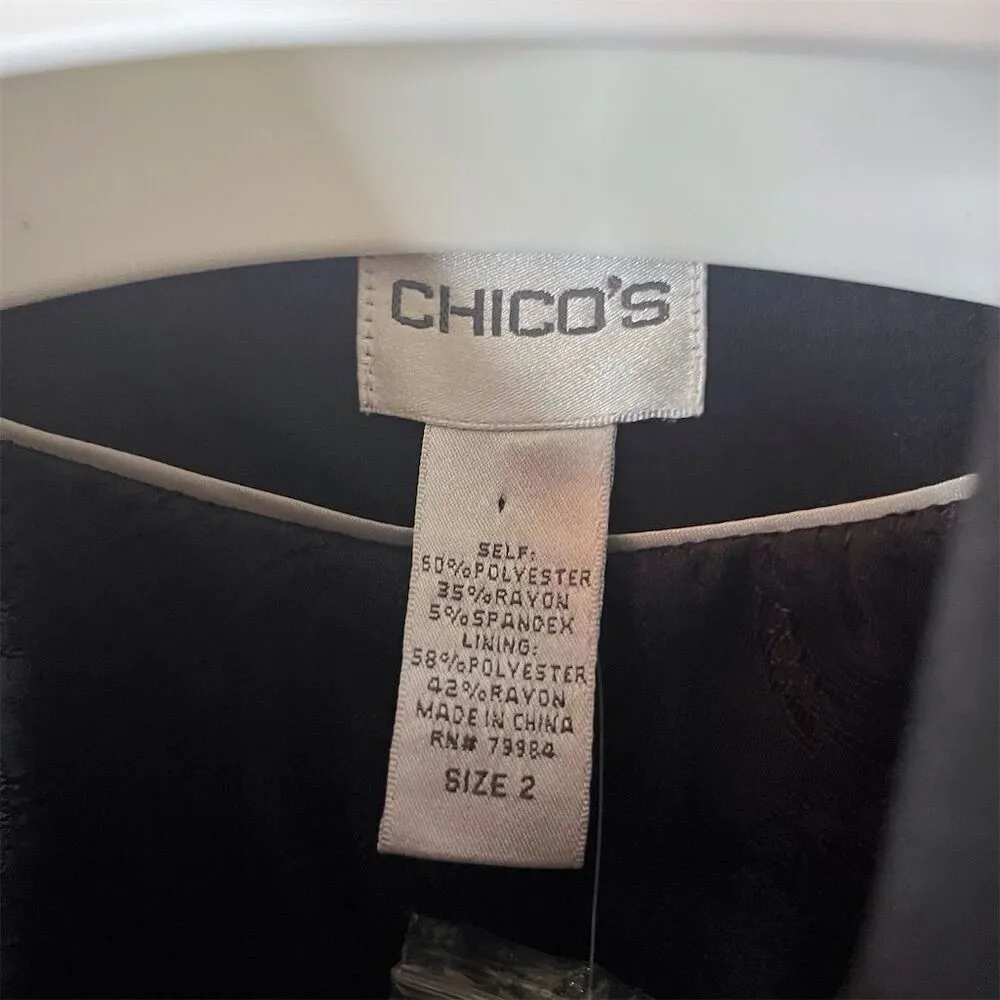 CHICO'S
SELF:
60%POLYESTER
35%RAYON
5%SPANDEX
LINING:
58%POLYESTER
42%RAYON
MADE IN CHINA
RN# 79984
SIZE 2